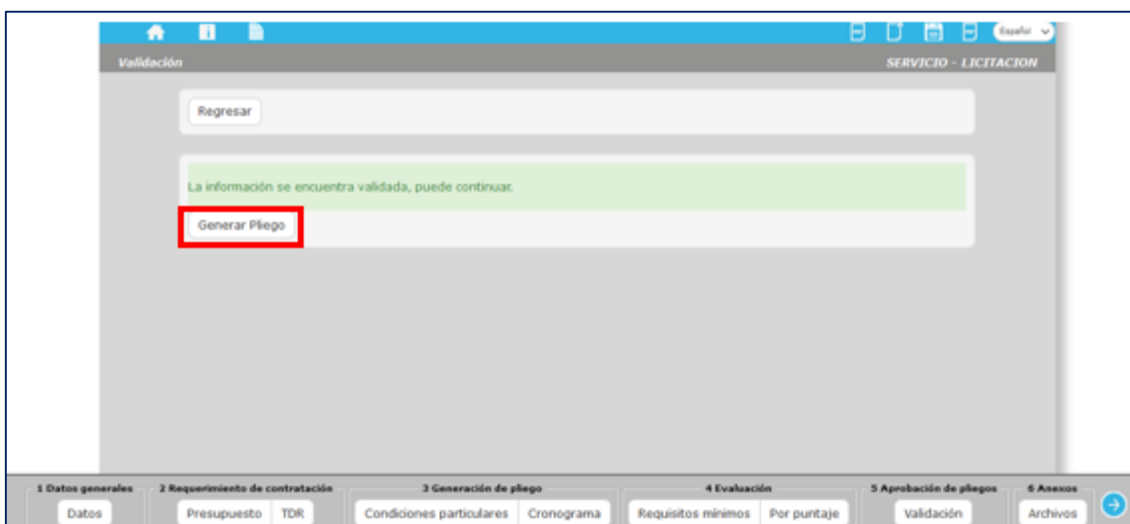 Español
Validación SERVICIO - LICITACION
Regresar
La información se encuentra validada, puede continuar.
Generar Pliego
1 Datos generales 2 Requerimiento de contratación 3 Generación de pliego 4 Evaluación 5 Aprobación de pliegos 6 Anexos
Datos Presupuesto TDR Condiciones particulares Cronograma Requisitos mínimos Por puntaje Validación Archivos